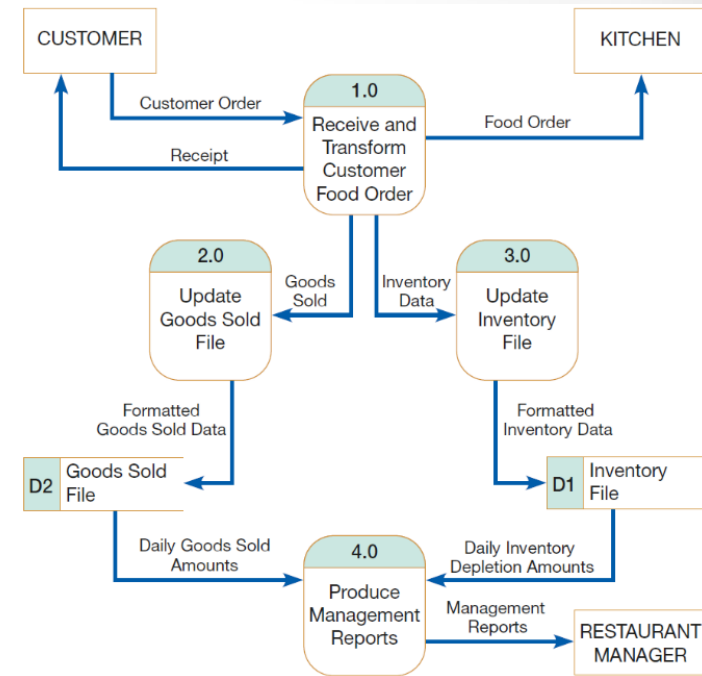 CUSTOMER
KITCHEN
1.0
Customer Order
Receive and
Transform
Customer
Food Order
Food Order
Receipt
2.0
3.0
Goods
Sold
Inventory
Data
Update
Goods Sold
File
Update
Inventory
File
Formatted
Goods Sold Data
Formatted
Inventory Data
D2
Goods Sold
File
D1
Inventory
File
Daily Goods Sold
Amounts
4.0
Daily Inventory
Depletion Amounts
Produce
Management
Reports
Management
Reports
RESTAURANT
MANAGER